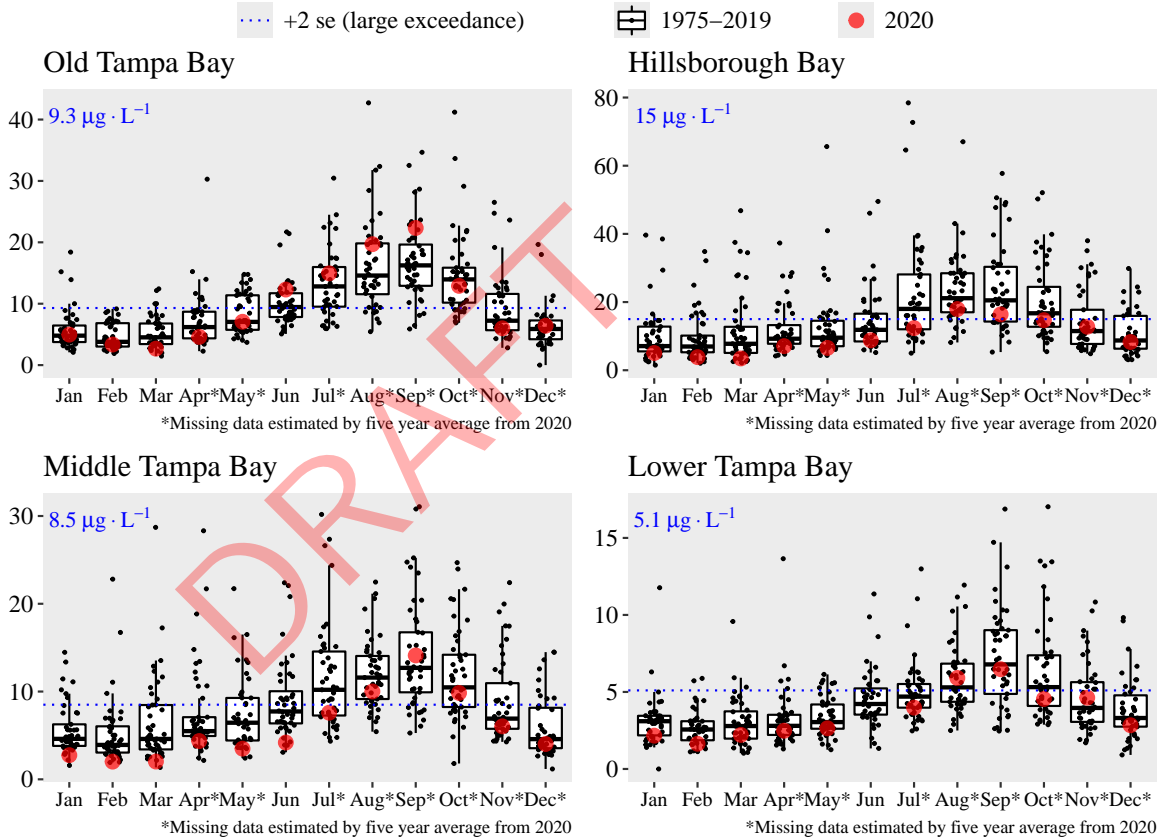 +2 se (large exceedance) 1975–2019 2020
Old Tampa Bay
9.3 μg · L⁻¹
40
30
20
10
0
Jan Feb Mar Apr* May* Jun Jul* Aug* Sep* Oct* Nov* Dec*
*Missing data estimated by five year average from 2020
Hillsborough Bay
15 μg · L⁻¹
80
60
40
20
0
Jan Feb Mar Apr* May* Jun Jul* Aug* Sep* Oct* Nov* Dec*
*Missing data estimated by five year average from 2020
Middle Tampa Bay
8.5 μg · L⁻¹
30
20
10
0
Jan Feb Mar Apr* May* Jun Jul* Aug* Sep* Oct* Nov* Dec*
*Missing data estimated by five year average from 2020
Lower Tampa Bay
5.1 μg · L⁻¹
15
10
5
0
Jan Feb Mar Apr* May* Jun Jul* Aug* Sep* Oct* Nov* Dec*
*Missing data estimated by five year average from 2020
DRAFT